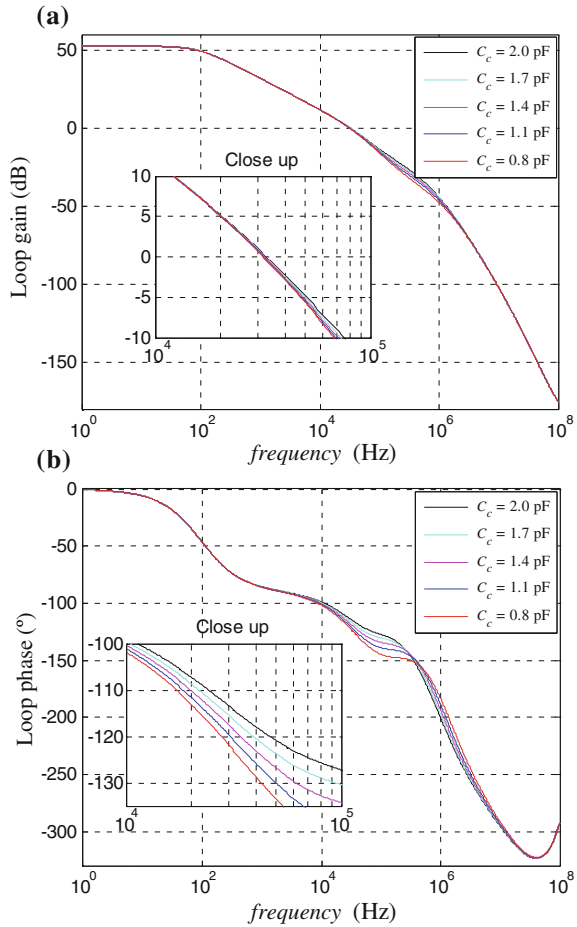 (a)
50
0
-50
-100
-150
Loop gain (dB)
C_c = 2.0 pF
C_c = 1.7 pF
C_c = 1.4 pF
C_c = 1.1 pF
C_c = 0.8 pF
Close up
10
5
0
-5
-10
10^4
10^5
10^0
10^2
10^4
10^6
10^8
frequency (Hz)
(b)
0
-50
-100
-150
-200
-250
-300
Loop phase (º)
C_c = 2.0 pF
C_c = 1.7 pF
C_c = 1.4 pF
C_c = 1.1 pF
C_c = 0.8 pF
Close up
-100
-110
-120
-130
10^4
10^5
10^0
10^2
10^4
10^6
10^8
frequency (Hz)